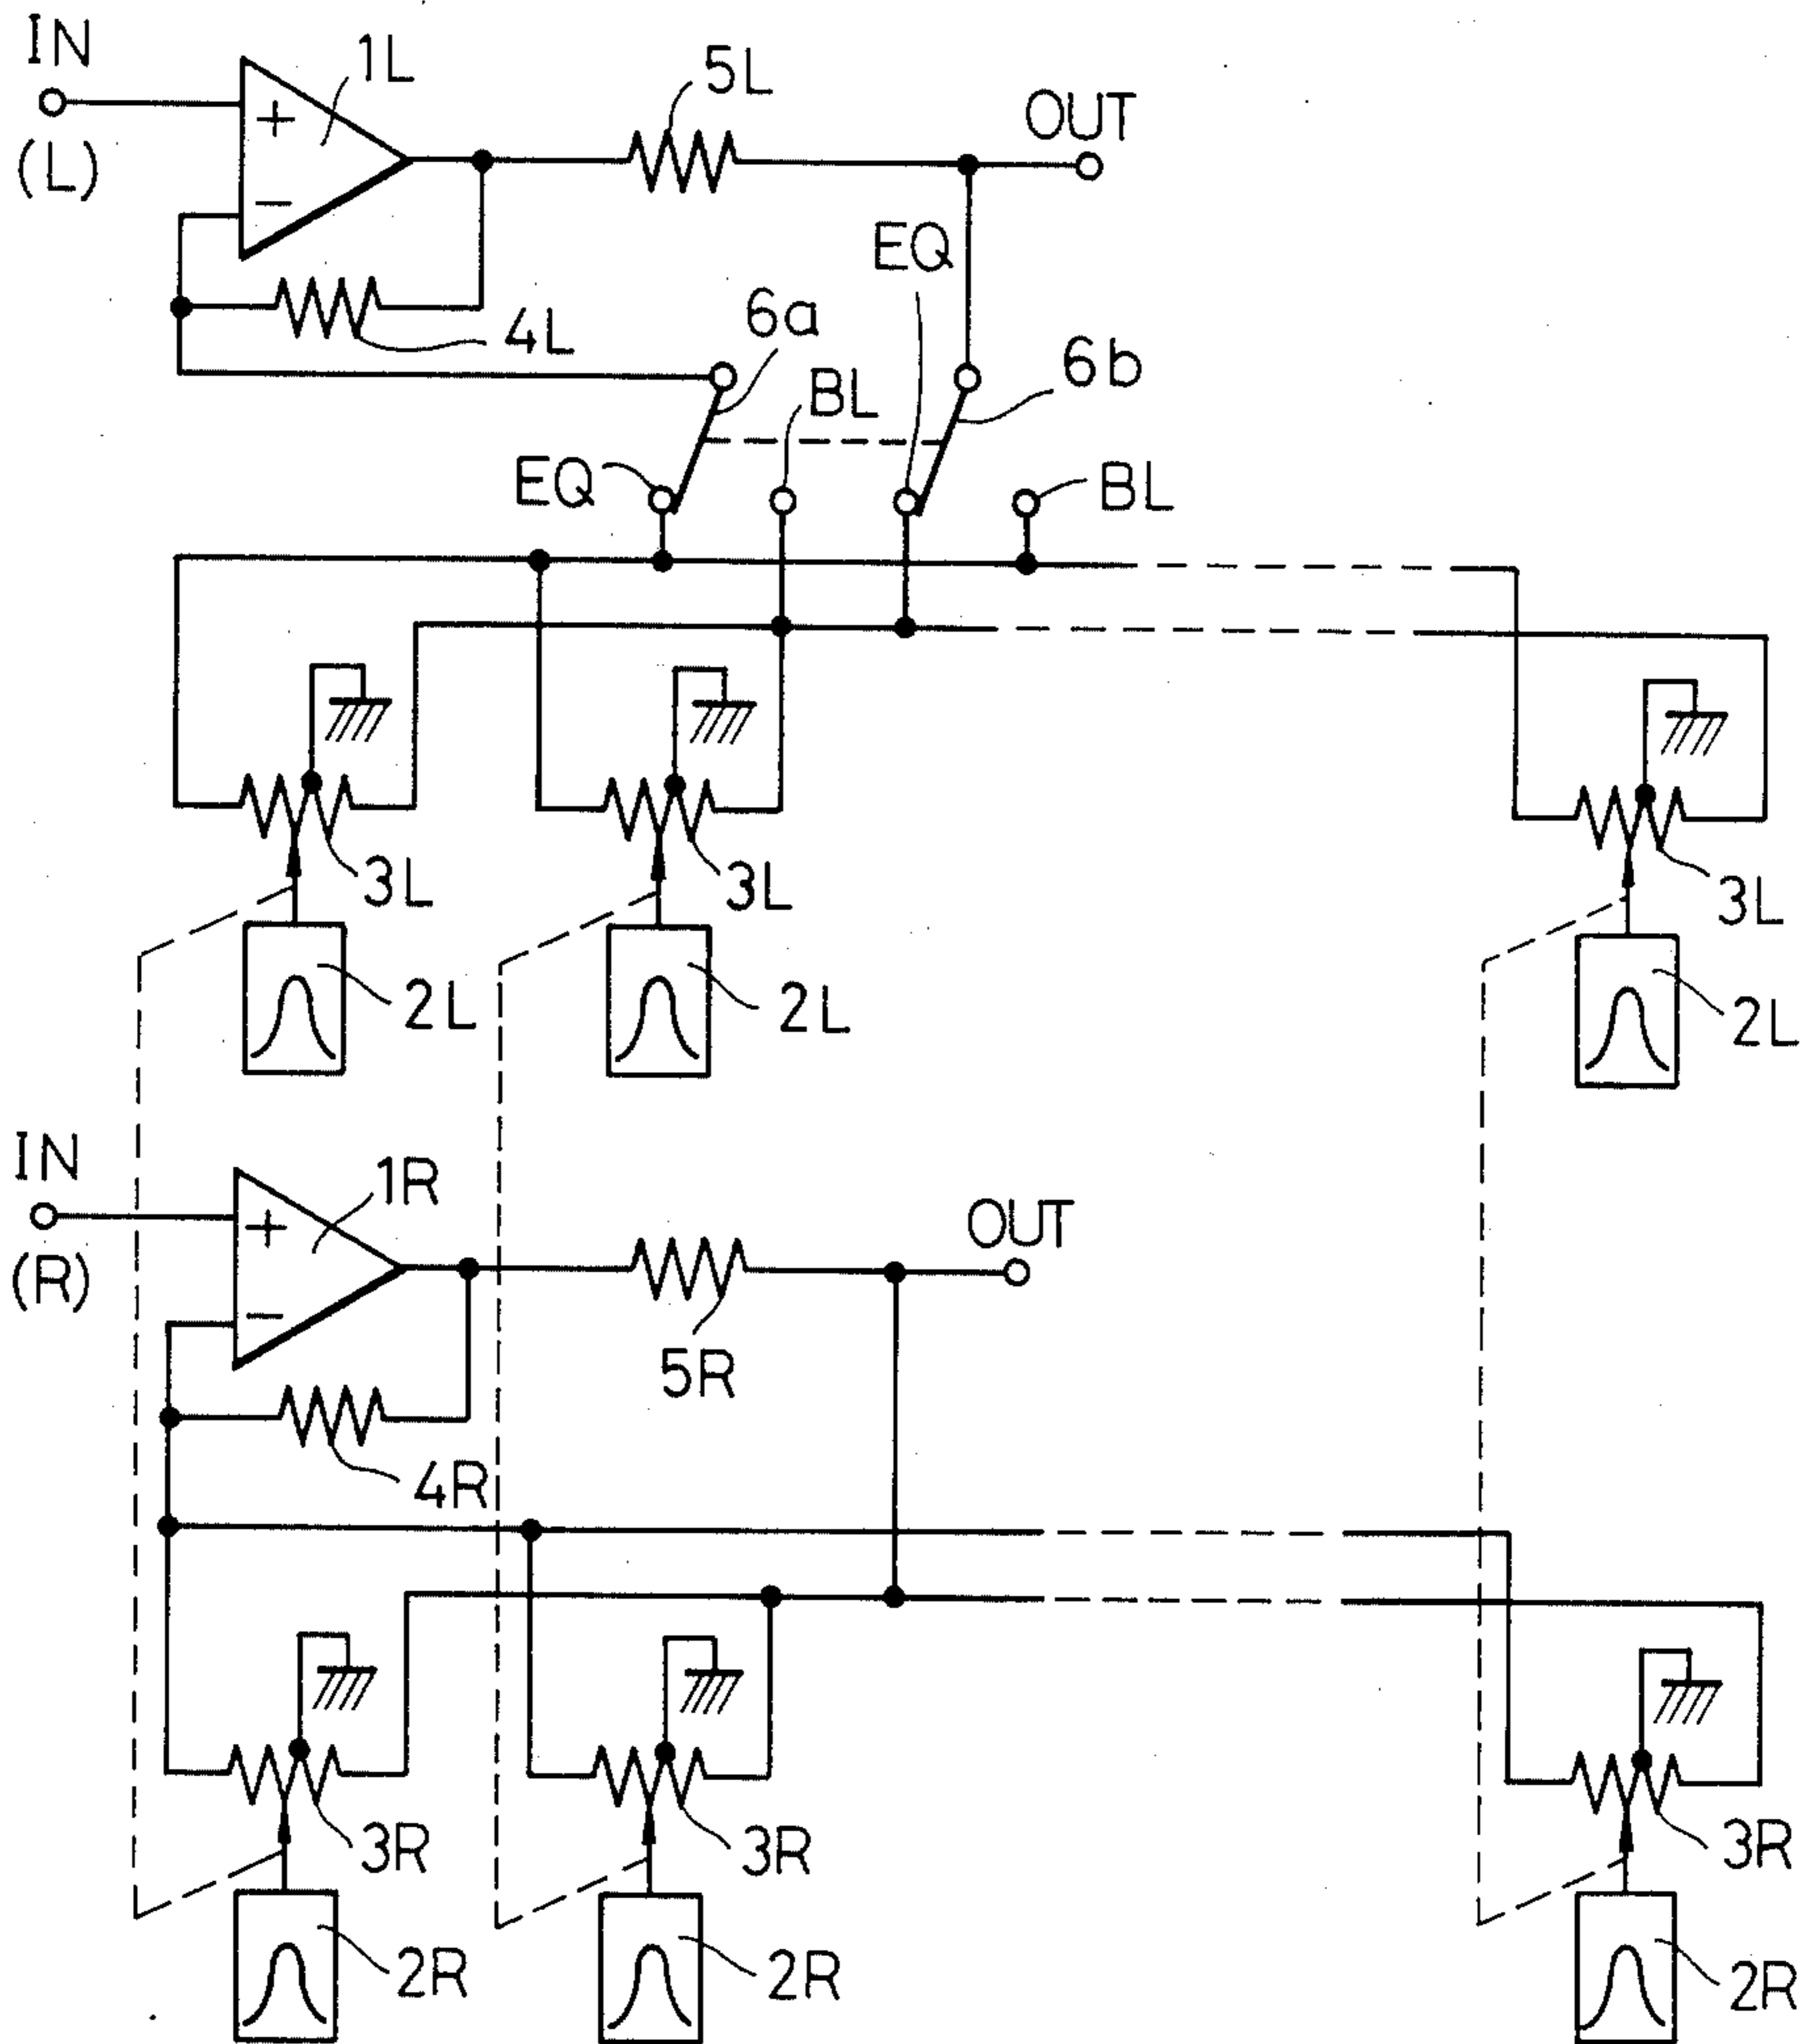 IN
1L
5L
OUT
+
(L)
−
EQ
4L
6a
6b
BL
EQ
BL
3L
3L
3L
2L
2L
2L
IN
1R
OUT
+
(R)
−
5R
4R
3R
3R
3R
2R
2R
2R